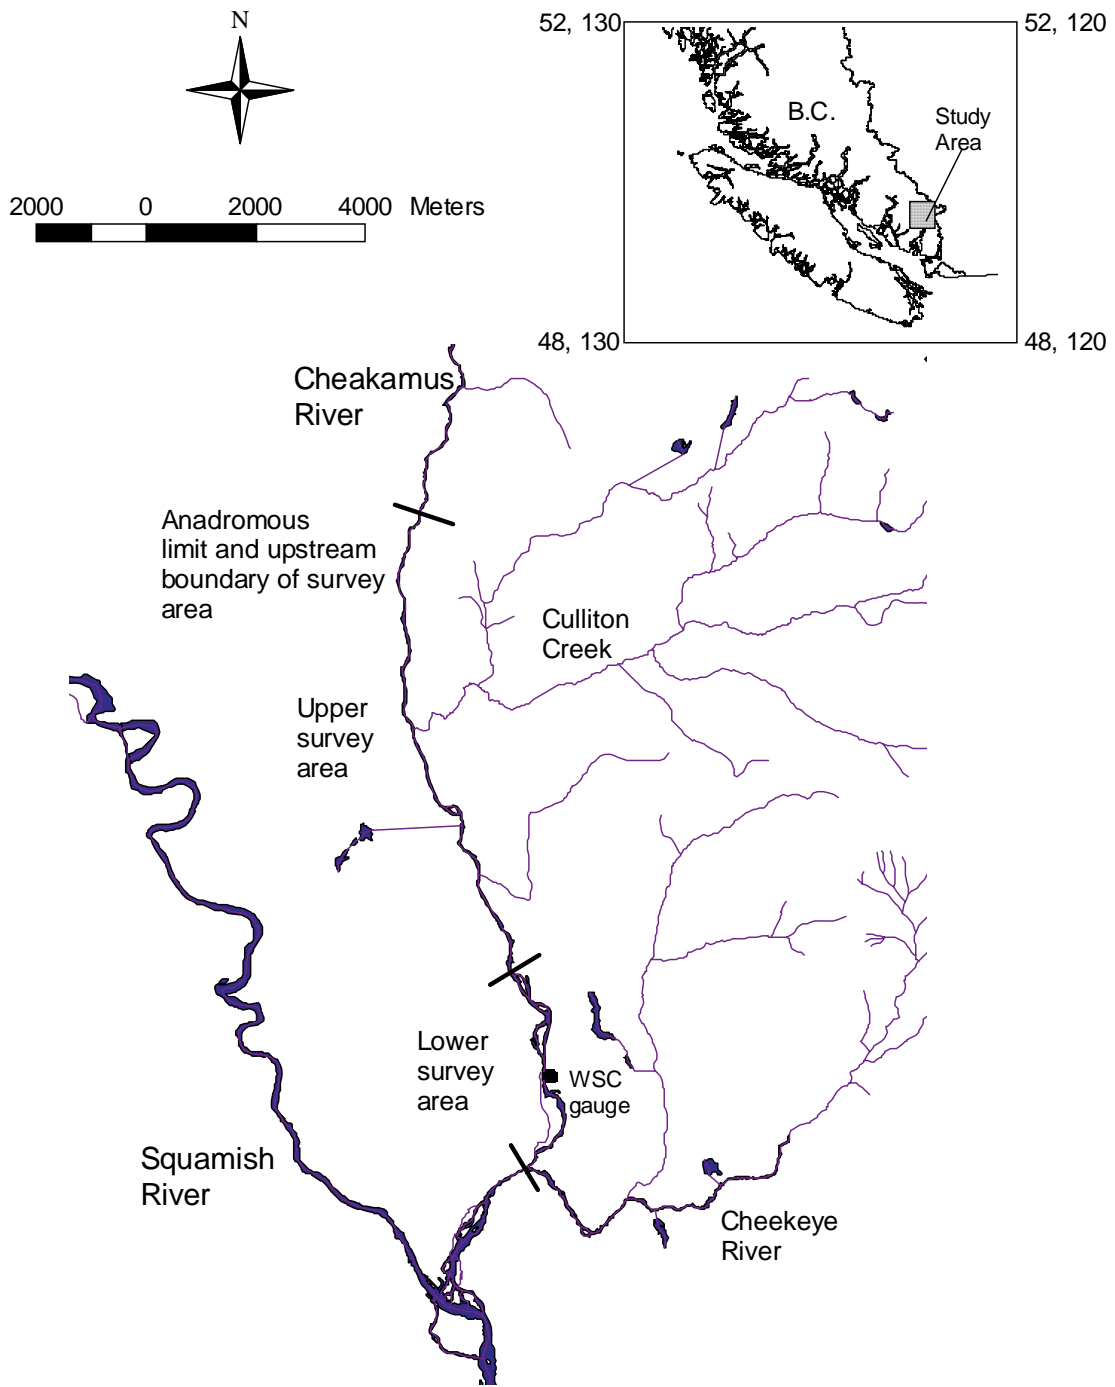 N
2000 0 2000 4000 Meters
52, 130
52, 120
B.C.
Study
Area
48, 130
48, 120
Cheakamus
River
Anadromous
limit and upstream
boundary of survey
area
Culliton
Creek
Upper
survey
area
Lower
survey
area
WSC
gauge
Squamish
River
Cheekeye
River